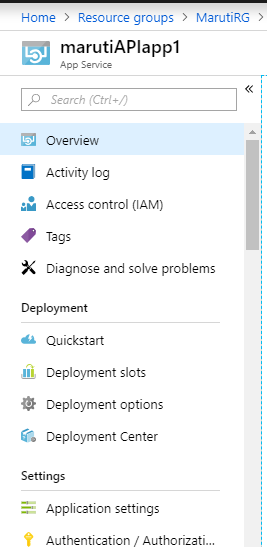 Home > Resource groups > MarutiRG >
marutiAPIapp1
App Service
Search (Ctrl+/)
Overview
Activity log
Access control (IAM)
Tags
Diagnose and solve problems
Deployment
Quickstart
Deployment slots
Deployment options
Deployment Center
Settings
Application settings
Authentication / Authorizati...